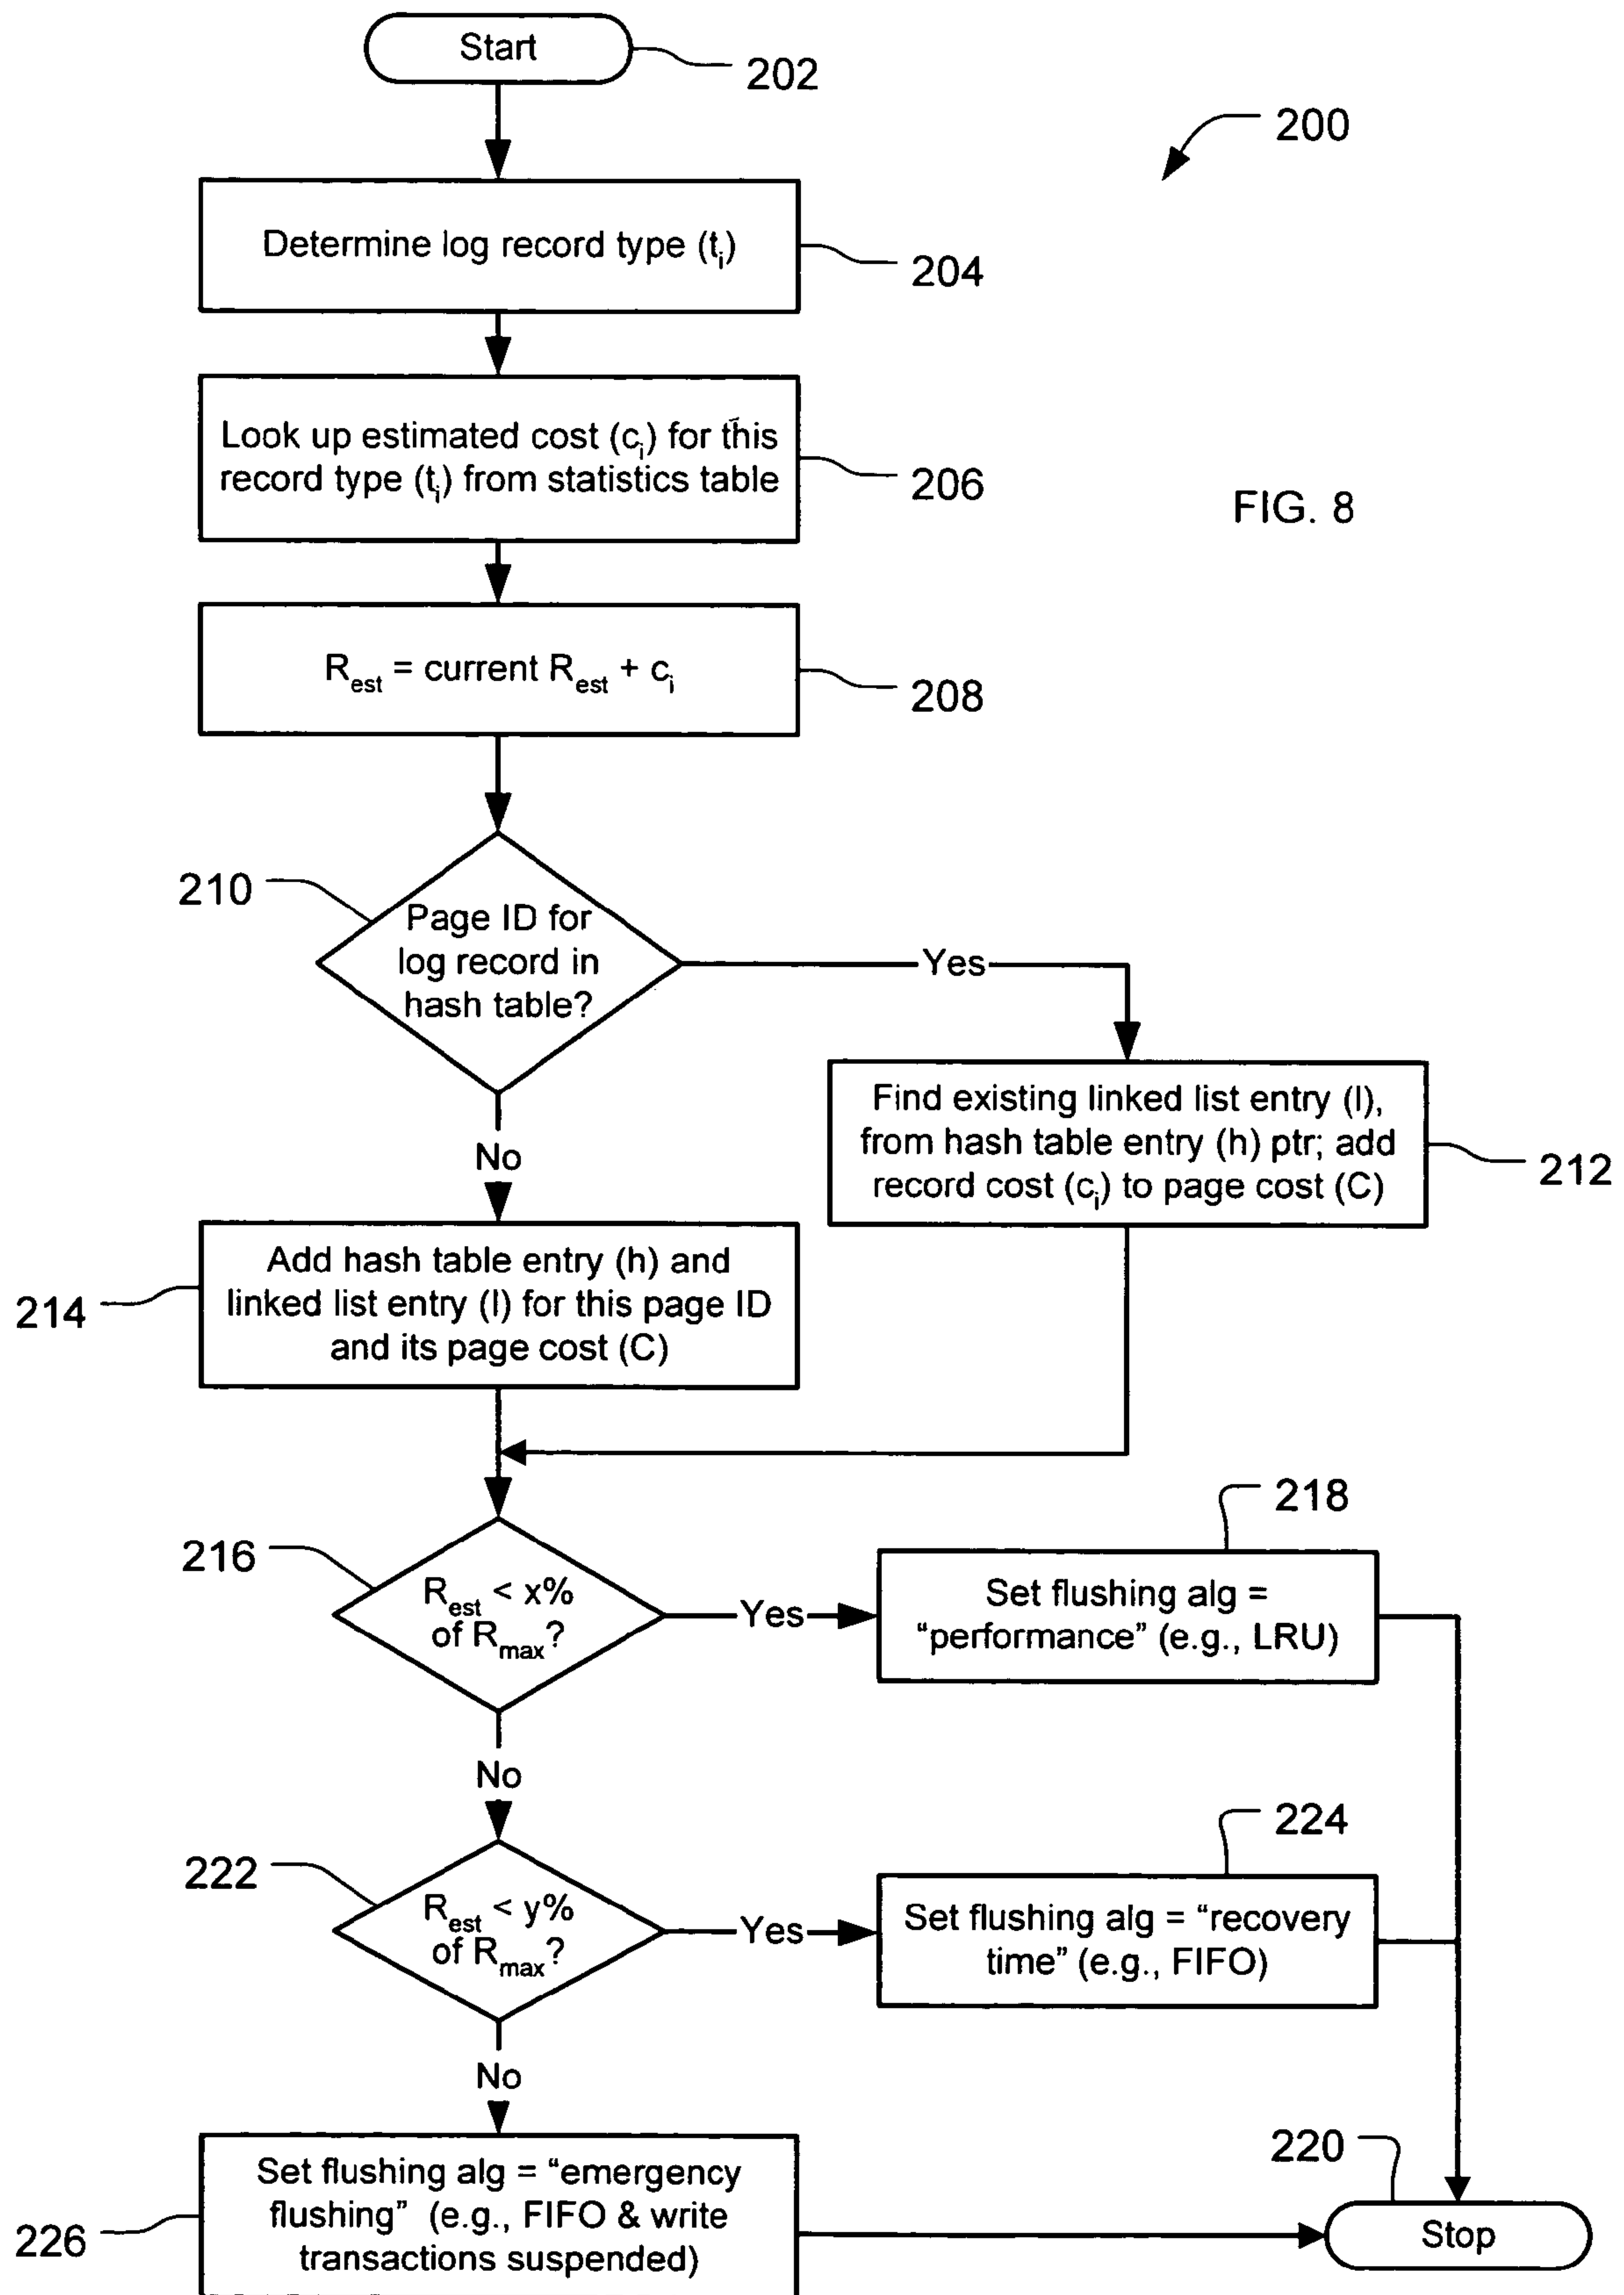 Start
202
200
Determine log record type (tᵢ)
204
Look up estimated cost (cᵢ) for this
record type (tᵢ) from statistics table
206
FIG. 8
R_est = current R_est + cᵢ
208
210
Page ID for
log record in
hash table?
Yes
No
Find existing linked list entry (l),
from hash table entry (h) ptr; add
record cost (cᵢ) to page cost (C)
212
Add hash table entry (h) and
linked list entry (l) for this page ID
and its page cost (C)
214
216
R_est < x%
of R_max?
Yes
218
Set flushing alg =
“performance” (e.g., LRU)
No
222
R_est < y%
of R_max?
Yes
224
Set flushing alg = “recovery
time” (e.g., FIFO)
No
226
Set flushing alg = “emergency
flushing” (e.g., FIFO & write
transactions suspended)
220
Stop